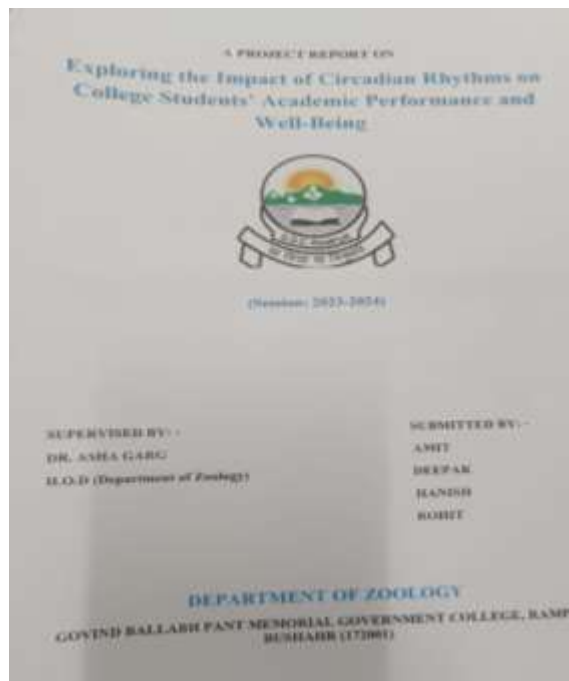 A PROJECT REPORT ON
Exploring the Impact of Circadian Rhythms on
College Students' Academic Performance and
Well-Being
(Session: 2023-2024)
SUPERVISED BY: -
DR. ASHA GARG
H.O.D (Department of Zoology)
SUBMITTED BY: -
AMIT
DEEPAK
HANISH
ROHIT
DEPARTMENT OF ZOOLOGY
GOVIND BALLABH PANT MEMORIAL GOVERNMENT COLLEGE, RAMP
BUSHAHR (172001)